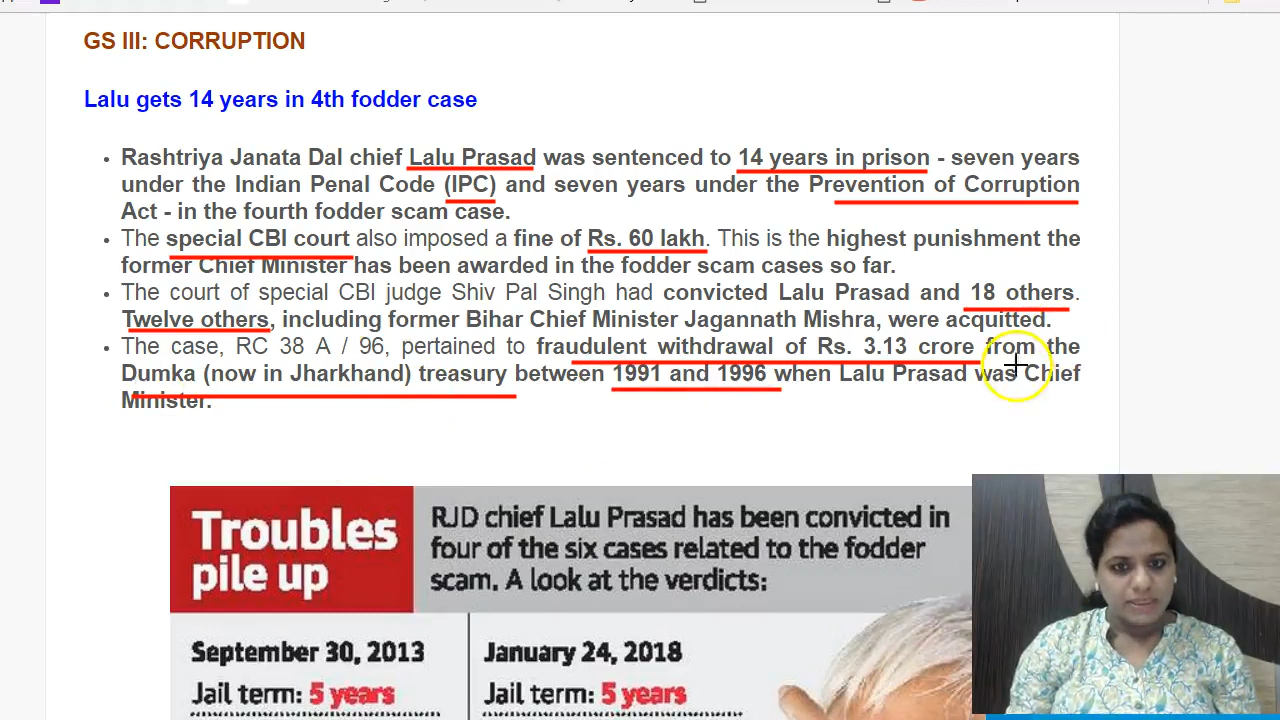 GS III: CORRUPTION
Lalu gets 14 years in 4th fodder case
• Rashtriya Janata Dal chief Lalu Prasad was sentenced to 14 years in prison - seven years
under the Indian Penal Code (IPC) and seven years under the Prevention of Corruption
Act - in the fourth fodder scam case.
• The special CBI court also imposed a fine of Rs. 60 lakh. This is the highest punishment the
former Chief Minister has been awarded in the fodder scam cases so far.
• The court of special CBI judge Shiv Pal Singh had convicted Lalu Prasad and 18 others.
Twelve others, including former Bihar Chief Minister Jagannath Mishra, were acquitted.
• The case, RC 38 A / 96, pertained to fraudulent withdrawal of Rs. 3.13 crore from the
Dumka (now in Jharkhand) treasury between 1991 and 1996 when Lalu Prasad was Chief
Minister.
Troubles
pile up
RJD chief Lalu Prasad has been convicted in
four of the six cases related to the fodder
scam. A look at the verdicts:
September 30, 2013
Jail term: 5 years
January 24, 2018
Jail term: 5 years